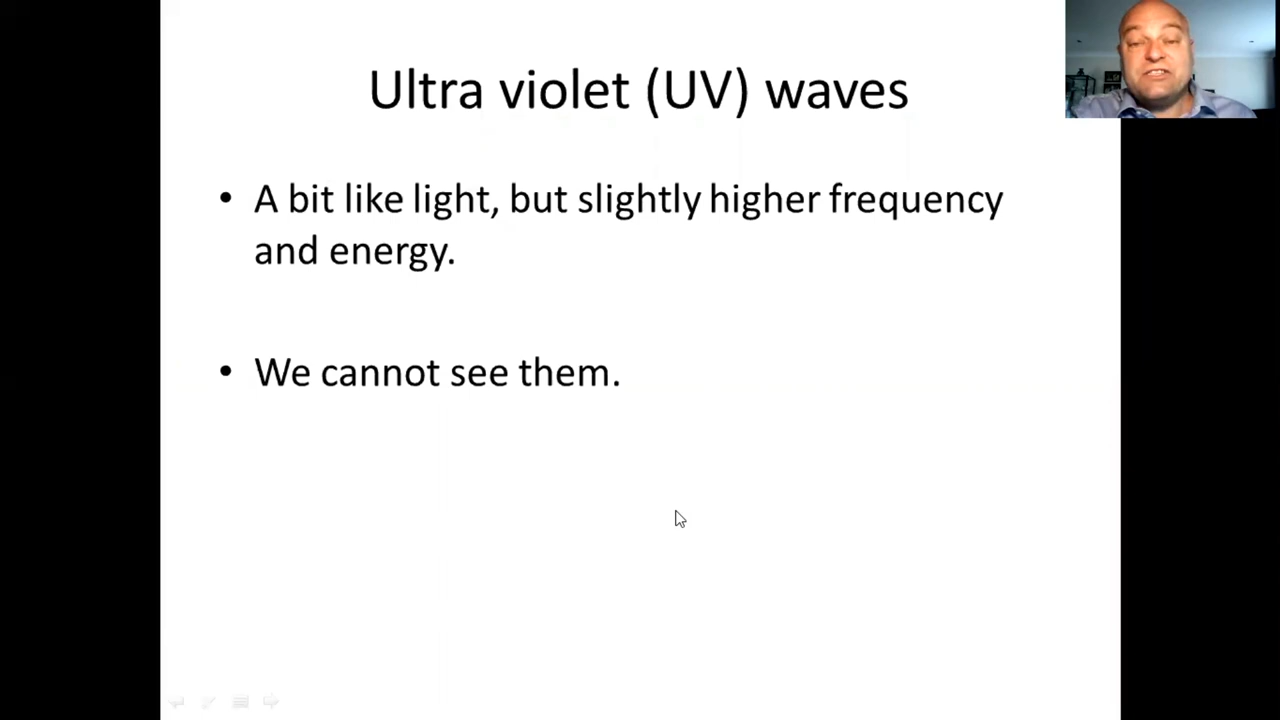 Ultra violet (UV) waves
• A bit like light, but slightly higher frequency
and energy.
• We cannot see them.